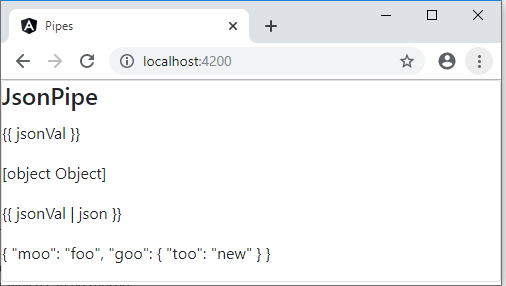 Pipes
localhost:4200
JsonPipe
{{ jsonVal }}
[object Object]
{{ jsonVal | json }}
{ "moo": "foo", "goo": { "too": "new" } }